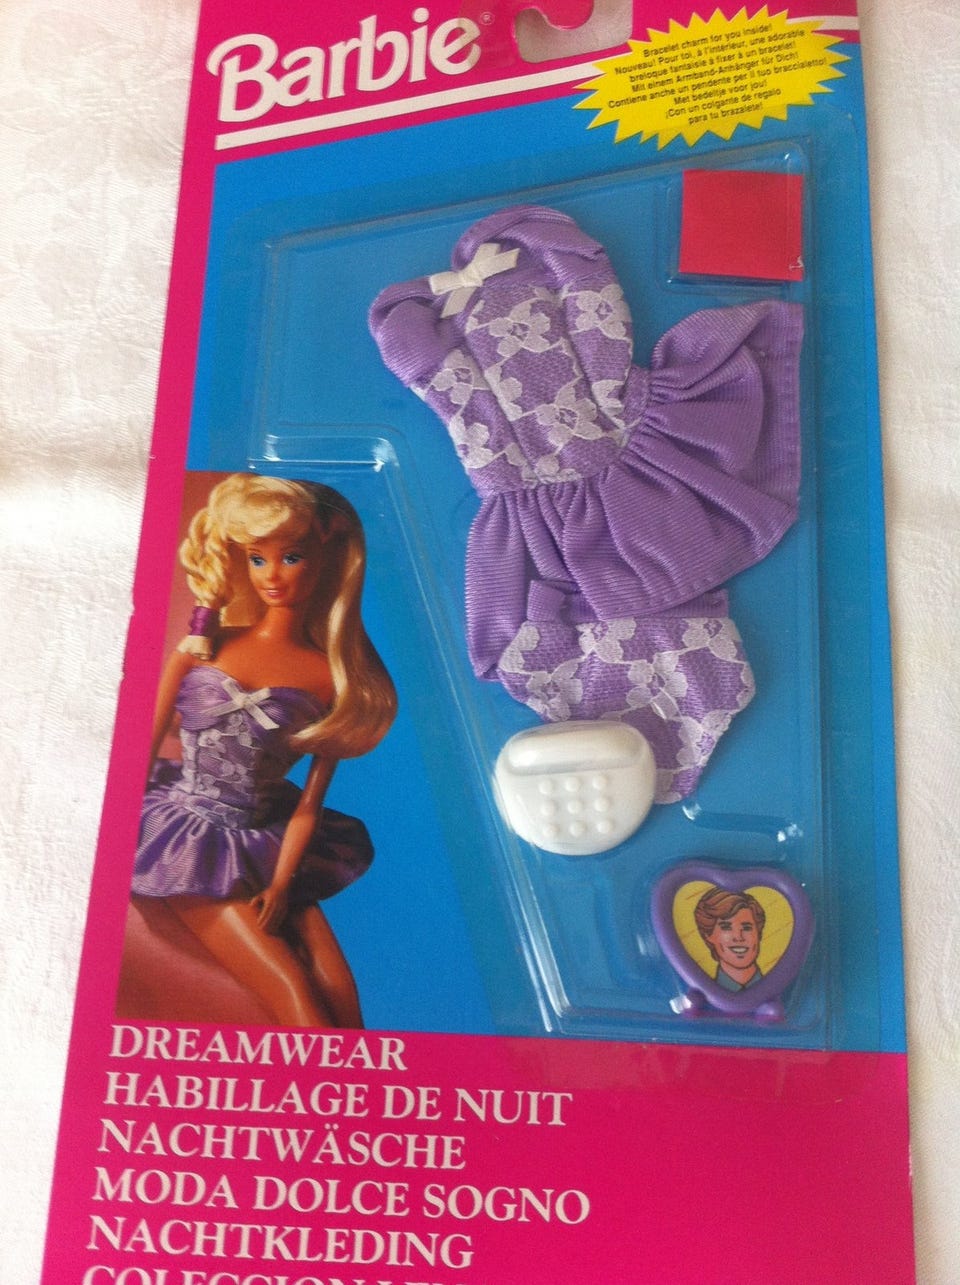 Barbie®
Bracelet charm for you inside!
Nouveau! Pour toi, à l'intérieur, une adorable
breloque fantaisie à fixer à un bracelet!
Mit einem Armband-Anhänger für Dich!
Contiene anche un pendente per il tuo braccialetto!
Met bedeltje voor jou!
¡Con un colgante de regalo
para tu brazalete!
DREAMWEAR
HABILLAGE DE NUIT
NACHTWÄSCHE
MODA DOLCE SOGNO
NACHTKLEDING
COLECCION